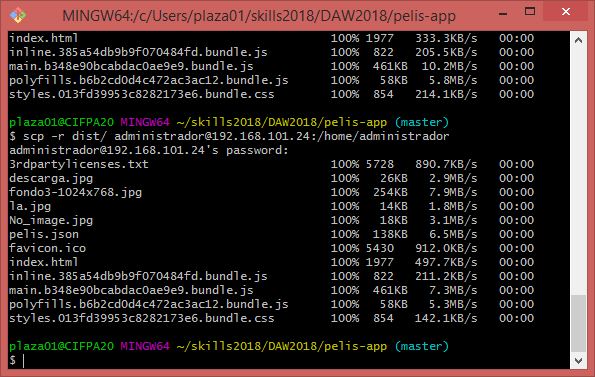 MINGW64:/c/Users/plaza01/skills2018/DAW2018/pelis-app
index.html 100% 1977 333.3KB/s 00:00
inline.385a54db9b9f070484fd.bundle.js 100% 822 205.5KB/s 00:00
main.b348e90bcabdac0ae9e9.bundle.js 100% 461KB 10.2MB/s 00:00
polyfills.b6b2cd0d4c472ac3ac12.bundle.js 100% 58KB 5.8MB/s 00:00
styles.013fd39953c8282173e6.bundle.css 100% 854 214.1KB/s 00:00
plaza01@CIFPA20 MINGW64 ~/skills2018/DAW2018/pelis-app (master)
$ scp -r dist/ administrador@192.168.101.24:/home/administrador
administrador@192.168.101.24's password:
3rdpartylicenses.txt 100% 5728 890.7KB/s 00:00
descarga.jpg 100% 26KB 2.9MB/s 00:00
fondo3-1024x768.jpg 100% 254KB 7.9MB/s 00:00
la.jpg 100% 14KB 1.8MB/s 00:00
No_image.jpg 100% 18KB 3.1MB/s 00:00
pelis.json 100% 138KB 6.5MB/s 00:00
favicon.ico 100% 5430 912.0KB/s 00:00
index.html 100% 1977 497.7KB/s 00:00
inline.385a54db9b9f070484fd.bundle.js 100% 822 211.2KB/s 00:00
main.b348e90bcabdac0ae9e9.bundle.js 100% 461KB 7.3MB/s 00:00
polyfills.b6b2cd0d4c472ac3ac12.bundle.js 100% 58KB 5.3MB/s 00:00
styles.013fd39953c8282173e6.bundle.css 100% 854 142.1KB/s 00:00
plaza01@CIFPA20 MINGW64 ~/skills2018/DAW2018/pelis-app (master)
$